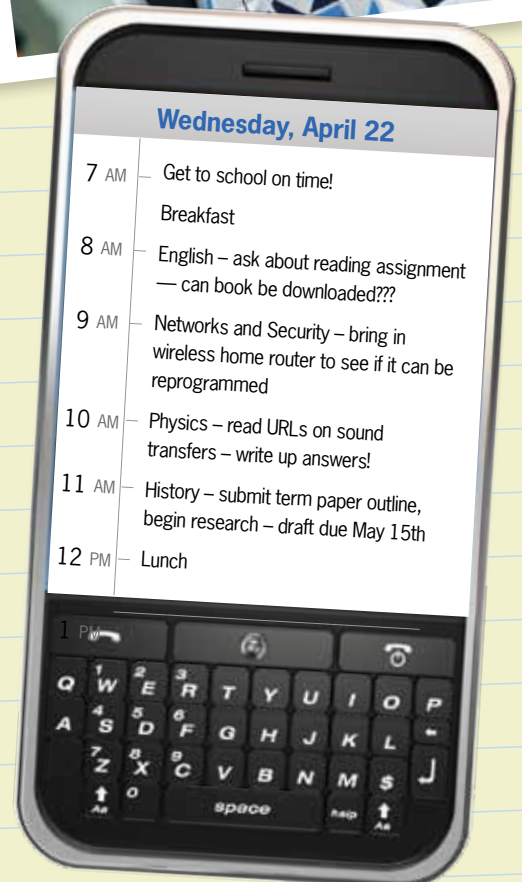 Wednesday, April 22
7 AM Get to school on time!
Breakfast
8 AM English – ask about reading assignment
— can book be downloaded???
9 AM Networks and Security – bring in
wireless home router to see if it can be
reprogrammed
10 AM Physics – read URLs on sound
transfers – write up answers!
11 AM History – submit term paper outline,
begin research – draft due May 15th
12 PM Lunch
1 PM
Q 1 W 2 E 3 R T Y U I O P
A 4 S 5 D 6 F G H J K L
7 Z 8 X 9 C V B N M $
Aa 0 space help Aa